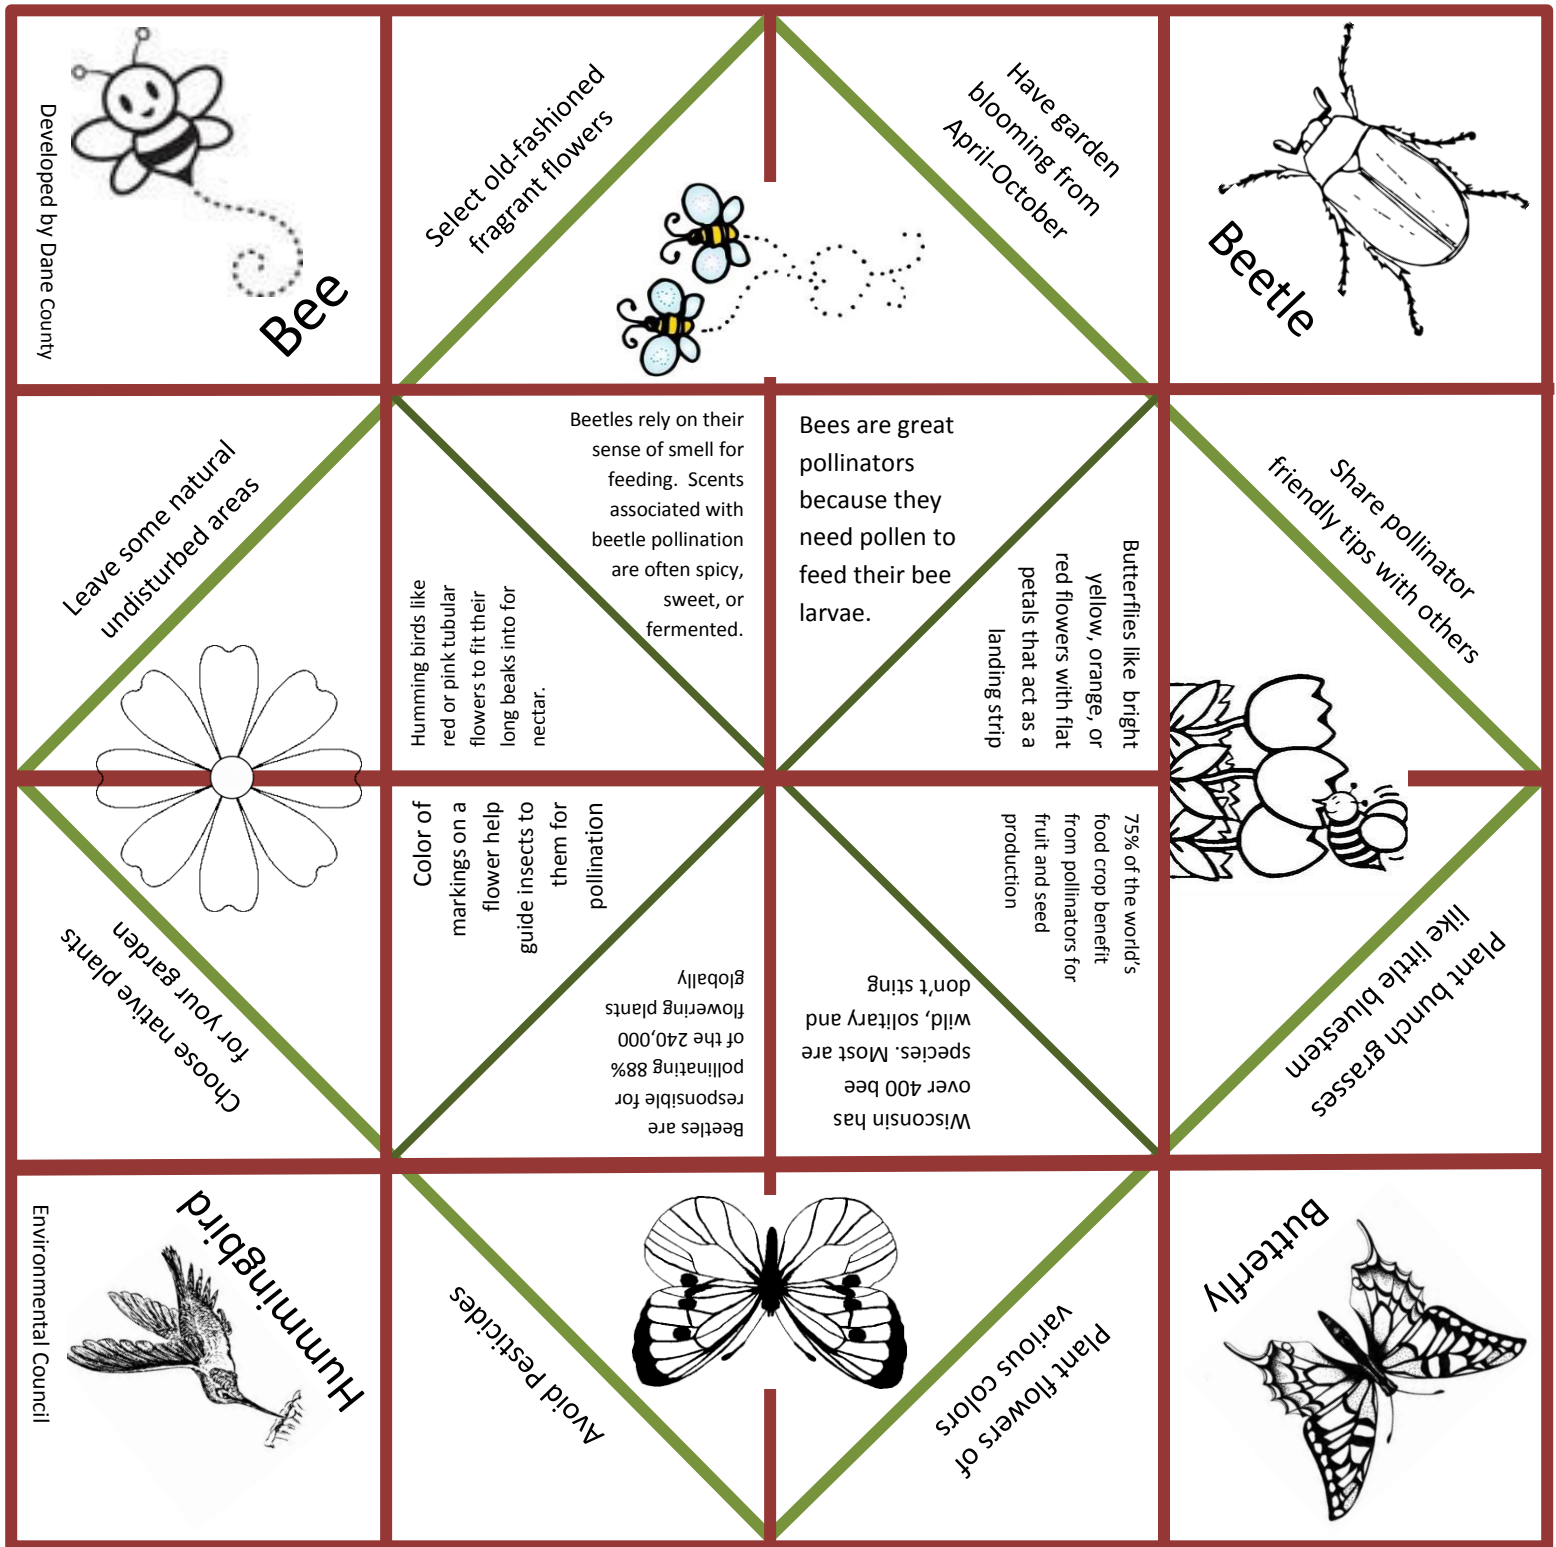 Developed by Dane County
Bee
Select old-fashioned
fragrant flowers
Have garden
blooming from
April-October
Beetle
Leave some natural
undisturbed areas
Humming birds like
red or pink tubular
flowers to fit their
long beaks into for
nectar.
Beetles rely on their
sense of smell for
feeding. Scents
associated with
beetle pollination
are often spicy,
sweet, or
fermented.
Bees are great
pollinators
because they
need pollen to
feed their bee
larvae.
Butterflies like bright
yellow, orange, or
red flowers with flat
petals that act as a
landing strip
Share pollinator
friendly tips with others
Choose native plants
for your garden
Color of
markings on a
flower help
guide insects to
them for
pollination
Beetles are
responsible for
pollinating 88%
of the 240,000
flowering plants
globally
Wisconsin has
over 400 bee
species. Most are
wild, solitary and
don't sting
75% of the world's
food crop benefit
from pollinators for
fruit and seed
production
Plant bunch grasses
like little bluestem
Environmental Council
Hummingbird
Avoid Pesticides
Plant flowers of
various colors
Butterfly